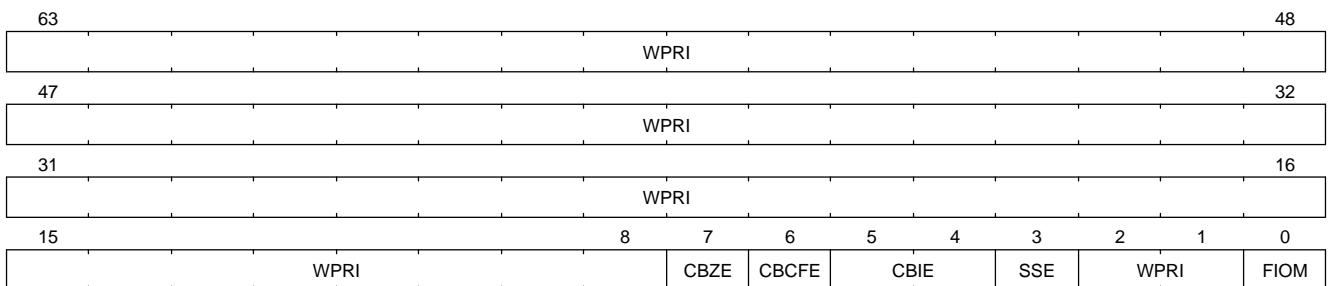 63 48
WPRI
47 32
WPRI
31 16
WPRI
15 8 7 6 5 4 3 2 1 0
WPRI CBZE CBCFE CBIE SSE WPRI FIOM